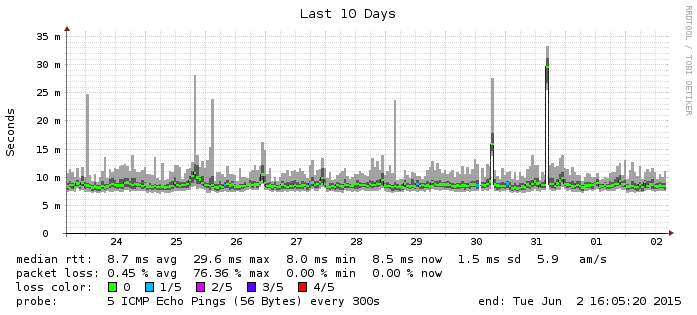 Last 10 Days
RRDTOOL / TOBI OETIKER
Seconds
35 m
30 m
25 m
20 m
15 m
10 m
5 m
0
24 25 26 27 28 29 30 31 01 02
median rtt: 8.7 ms avg 29.6 ms max 8.0 ms min 8.5 ms now 1.5 ms sd 5.9 am/s
packet loss: 0.45 % avg 76.36 % max 0.00 % min 0.00 % now
loss color: 0 1/5 2/5 3/5 4/5
probe: 5 ICMP Echo Pings (56 Bytes) every 300s end: Tue Jun 2 16:05:20 2015